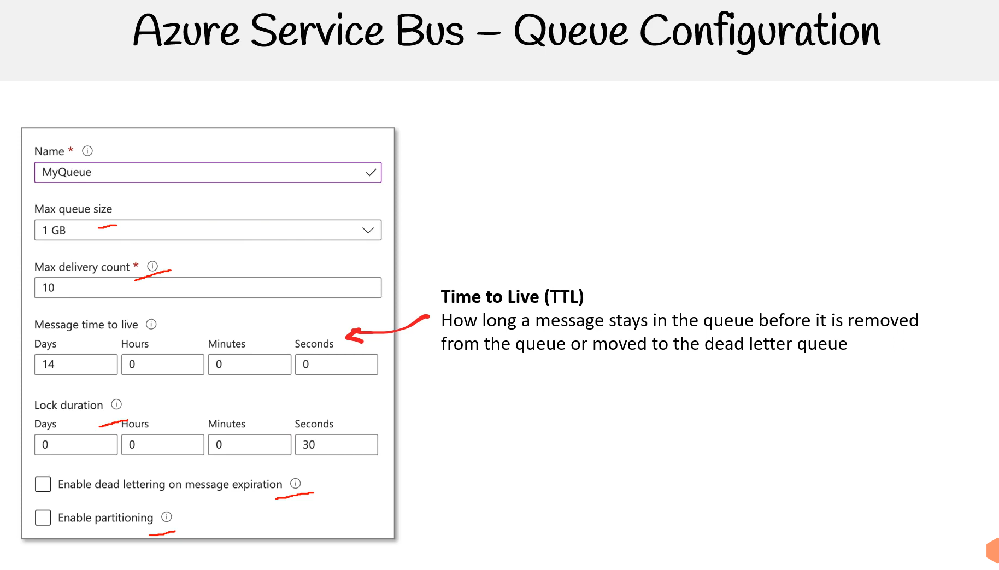 Azure Service Bus – Queue Configuration
Name *
MyQueue
Max queue size
1 GB
Max delivery count *
10
Message time to live
Days Hours Minutes Seconds
14 0 0 0
Lock duration
Days Hours Minutes Seconds
0 0 0 30
Enable dead lettering on message expiration
Enable partitioning
Time to Live (TTL)
How long a message stays in the queue before it is removed
from the queue or moved to the dead letter queue